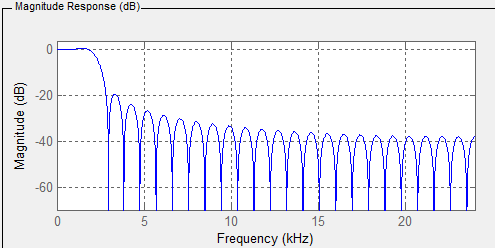 Magnitude Response (dB)
0
-20
-40
-60
Magnitude (dB)
0 5 10 15 20
Frequency (kHz)